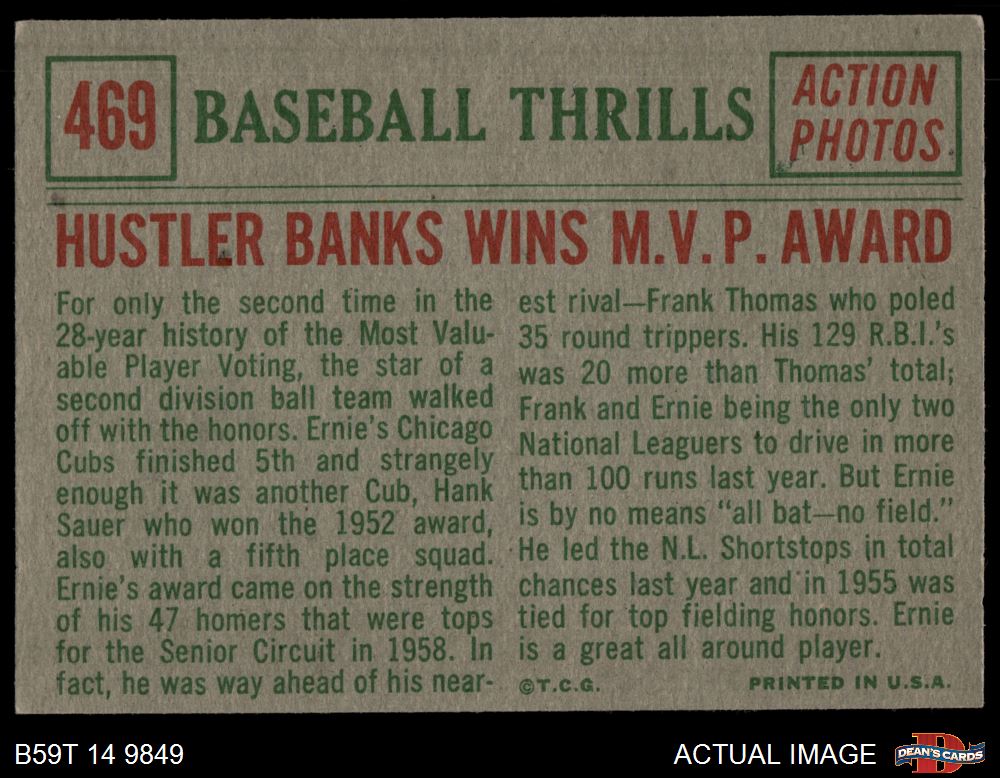 469
BASEBALL THRILLS
ACTION
PHOTOS
HUSTLER BANKS WINS M.V.P. AWARD
For only the second time in the
28-year history of the Most Valu-
able Player Voting, the star of a
second division ball team walked
off with the honors. Ernie's Chicago
Cubs finished 5th and strangely
enough it was another Cub, Hank
Sauer who won the 1952 award,
also with a fifth place squad.
Ernie's award came on the strength
of his 47 homers that were tops
for the Senior Circuit in 1958. In
fact, he was way ahead of his near-
est rival—Frank Thomas who poled
35 round trippers. His 129 R.B.I.'s
was 20 more than Thomas' total;
Frank and Ernie being the only two
National Leaguers to drive in more
than 100 runs last year. But Ernie
is by no means "all bat—no field."
He led the N.L. Shortstops in total
chances last year and in 1955 was
tied for top fielding honors. Ernie
is a great all around player.
©T.C.G.
PRINTED IN U.S.A.
B59T 14 9849
ACTUAL IMAGE
DEAN'S CARDS